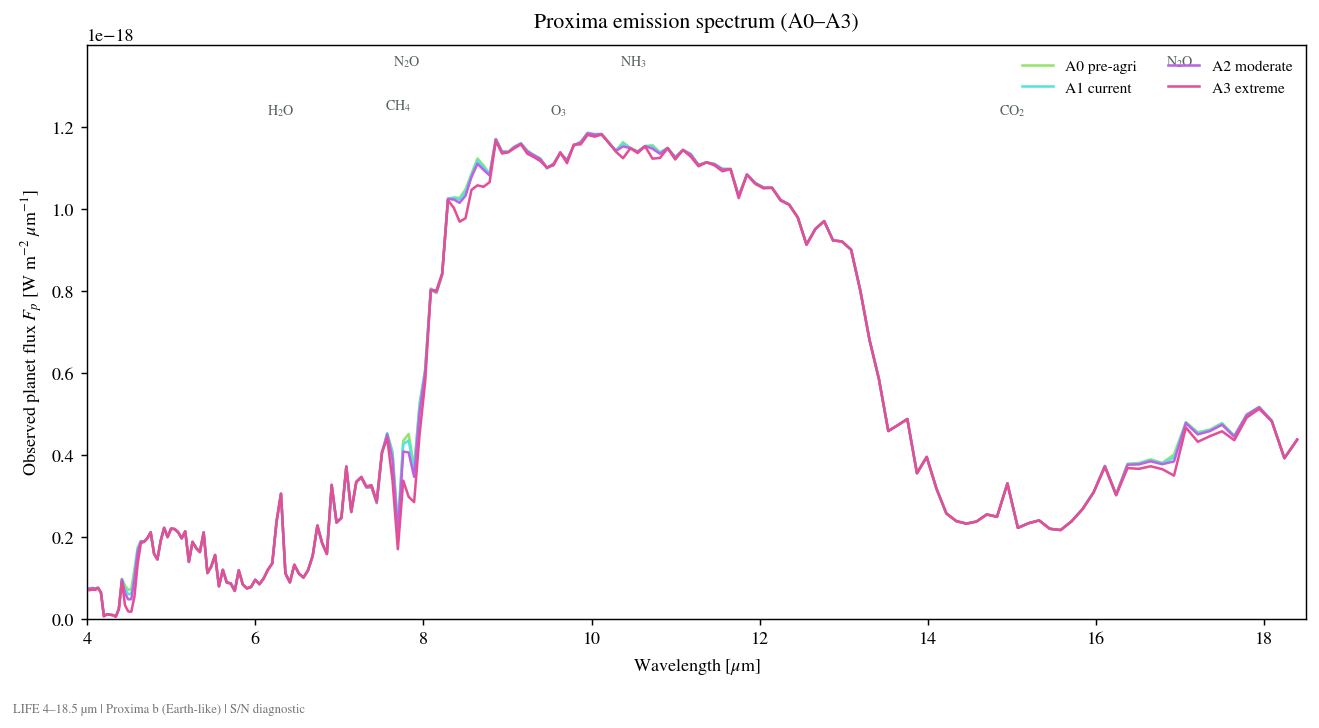 Proxima emission spectrum (A0–A3)
1e−18
N₂O
NH₃
N₂O
H₂O
CH₄
O₃
CO₂
A0 pre-agri
A1 current
A2 moderate
A3 extreme
Observed planet flux Fₚ [W m⁻² μm⁻¹]
1.2
1.0
0.8
0.6
0.4
0.2
0.0
4 6 8 10 12 14 16 18
Wavelength [μm]
LIFE 4–18.5 μm | Proxima b (Earth-like) | S/N diagnostic